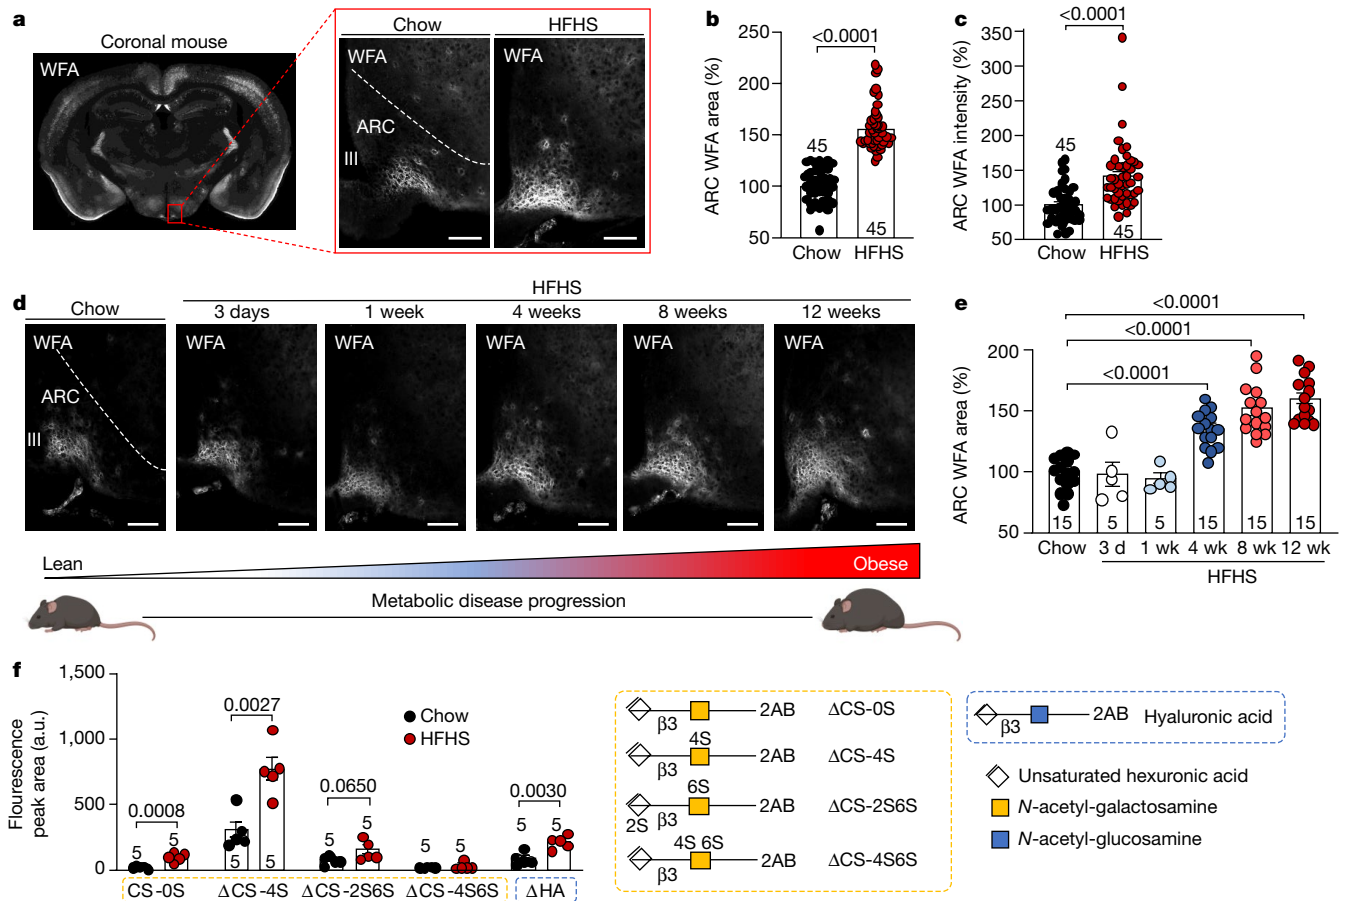 a
Coronal mouse
WFA
Chow
HFHS
WFA
WFA
ARC
III
b
ARC WFA area (%)
250
200
150
100
50
<0.0001
45
45
Chow
HFHS
c
ARC WFA intensity (%)
350
300
250
200
150
100
50
<0.0001
45
45
Chow
HFHS
d
HFHS
Chow
3 days
1 week
4 weeks
8 weeks
12 weeks
WFA
WFA
WFA
WFA
WFA
WFA
ARC
III
Lean
Obese
Metabolic disease progression
e
ARC WFA area (%)
200
150
100
50
<0.0001
<0.0001
<0.0001
15
5
5
15
15
15
Chow
3 d
1 wk
4 wk
8 wk
12 wk
HFHS
f
Flourescence
peak area (a.u.)
1,500
1,000
500
0
Chow
HFHS
0.0008
0.0027
0.0650
0.0030
5
5
5
5
5
5
5
5
5
5
CS-0S
ΔCS-4S
ΔCS-2S6S
ΔCS-4S6S
ΔHA
β3
2AB
ΔCS-0S
4S
β3
2AB
ΔCS-4S
6S
2S
β3
2AB
ΔCS-2S6S
4S 6S
β3
2AB
ΔCS-4S6S
β3
2AB
Hyaluronic acid
Unsaturated hexuronic acid
N-acetyl-galactosamine
N-acetyl-glucosamine